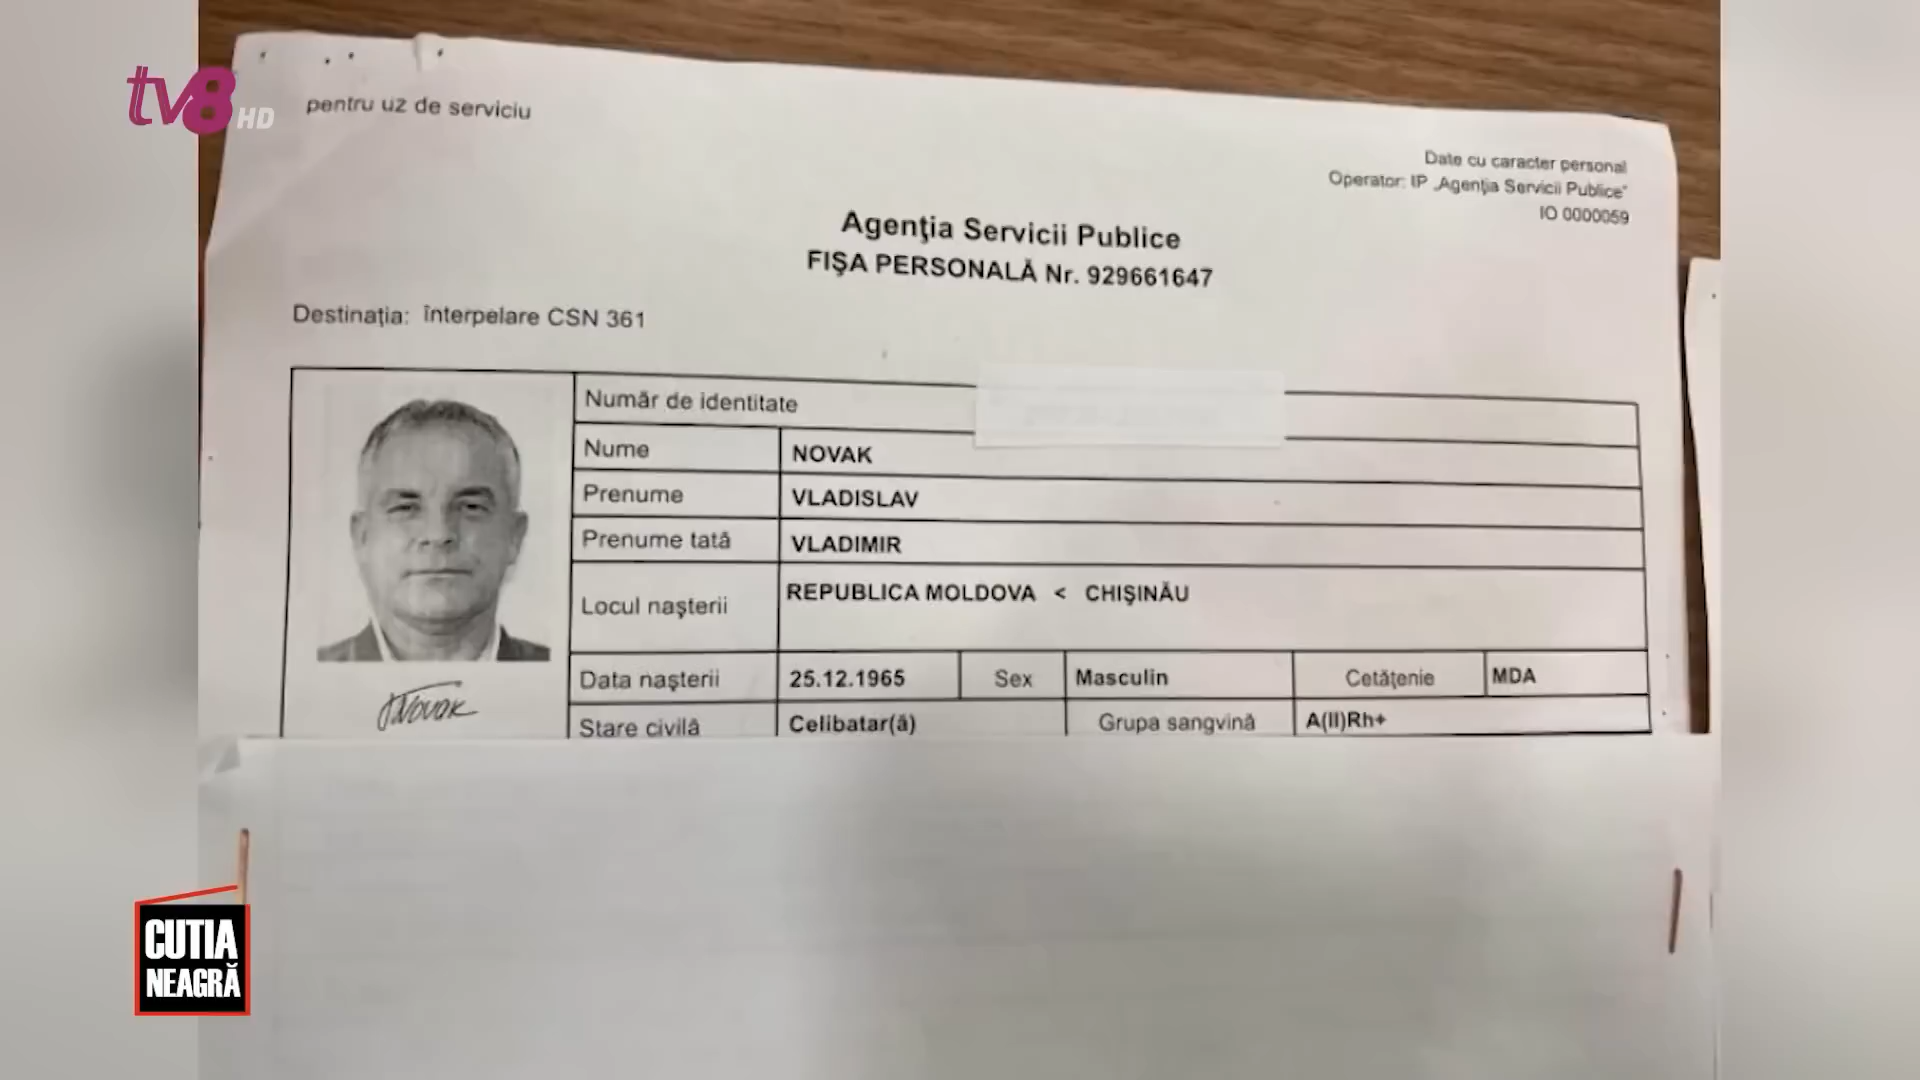 tv8 HD
pentru uz de serviciu
Date cu caracter personal
Operator: IP „Agenţia Servicii Publice"
IO 0000059
Agenţia Servicii Publice
FIŞA PERSONALĂ Nr. 929661647
Destinaţia: înterpelare CSN 361
Număr de identitate
Nume NOVAK
Prenume VLADISLAV
Prenume tată VLADIMIR
Locul naşterii REPUBLICA MOLDOVA < CHIŞINĂU
Data naşterii 25.12.1965 Sex Masculin Cetăţenie MDA
Stare civilă Celibatar(ă) Grupa sangvină A(II)Rh+
Novak
CUTIA
NEAGRĂ